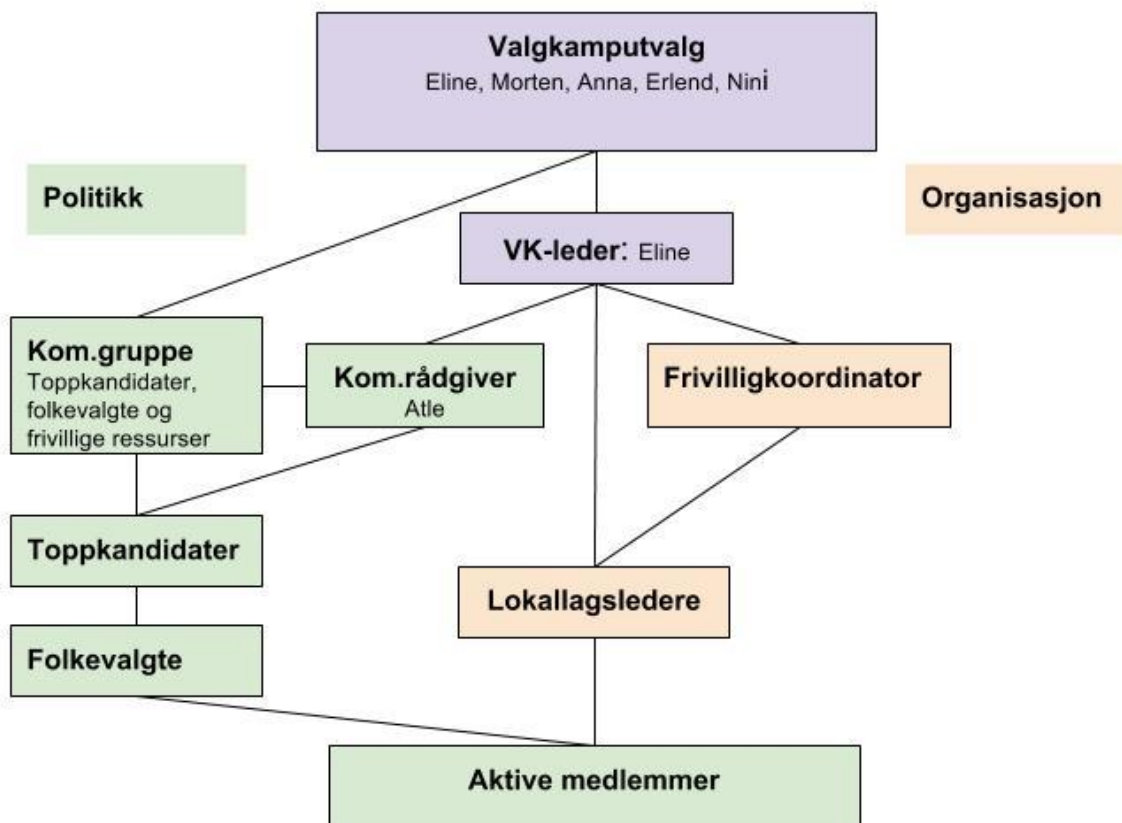 Valgkamputvalg
Eline, Morten, Anna, Erlend, Nini
Politikk
Organisasjon
VK-leder: Eline
Kom.gruppe
Toppkandidater,
folkevalgte og
frivillige ressurser
Kom.rådgiver
Atle
Frivilligkoordinator
Toppkandidater
Lokallagsledere
Folkevalgte
Aktive medlemmer